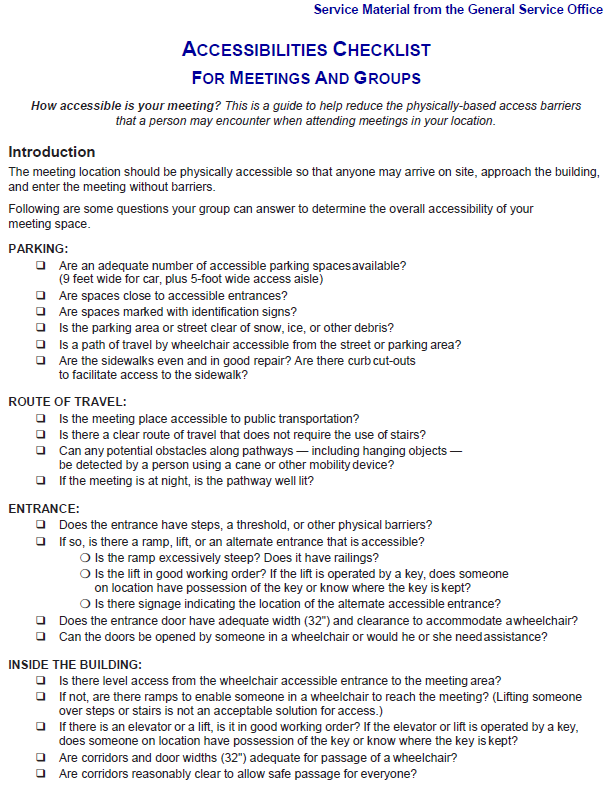 Service Material from the General Service Office
ACCESSIBILITIES CHECKLIST
FOR MEETINGS AND GROUPS
How accessible is your meeting? This is a guide to help reduce the physically-based access barriers
that a person may encounter when attending meetings in your location.
Introduction
The meeting location should be physically accessible so that anyone may arrive on site, approach the building,
and enter the meeting without barriers.
Following are some questions your group can answer to determine the overall accessibility of your
meeting space.
PARKING:
❑ Are an adequate number of accessible parking spacesavailable?
(9 feet wide for car, plus 5-foot wide access aisle)
❑ Are spaces close to accessible entrances?
❑ Are spaces marked with identification signs?
❑ Is the parking area or street clear of snow, ice, or other debris?
❑ Is a path of travel by wheelchair accessible from the street or parking area?
❑ Are the sidewalks even and in good repair? Are there curb cut-outs
to facilitate access to the sidewalk?
ROUTE OF TRAVEL:
❑ Is the meeting place accessible to public transportation?
❑ Is there a clear route of travel that does not require the use of stairs?
❑ Can any potential obstacles along pathways — including hanging objects —
be detected by a person using a cane or other mobility device?
❑ If the meeting is at night, is the pathway well lit?
ENTRANCE:
❑ Does the entrance have steps, a threshold, or other physical barriers?
❑ If so, is there a ramp, lift, or an alternate entrance that is accessible?
❍ Is the ramp excessively steep? Does it have railings?
❍ Is the lift in good working order? If the lift is operated by a key, does someone
on location have possession of the key or know where the key is kept?
❍ Is there signage indicating the location of the alternate accessible entrance?
❑ Does the entrance door have adequate width (32") and clearance to accommodate awheelchair?
❑ Can the doors be opened by someone in a wheelchair or would he or she needassistance?
INSIDE THE BUILDING:
❑ Is there level access from the wheelchair accessible entrance to the meeting area?
❑ If not, are there ramps to enable someone in a wheelchair to reach the meeting? (Lifting someone
over steps or stairs is not an acceptable solution for access.)
❑ If there is an elevator or a lift, is it in good working order? If the elevator or lift is operated by a key,
does someone on location have possession of the key or know where the key is kept?
❑ Are corridors and door widths (32") adequate for passage of a wheelchair?
❑ Are corridors reasonably clear to allow safe passage for everyone?